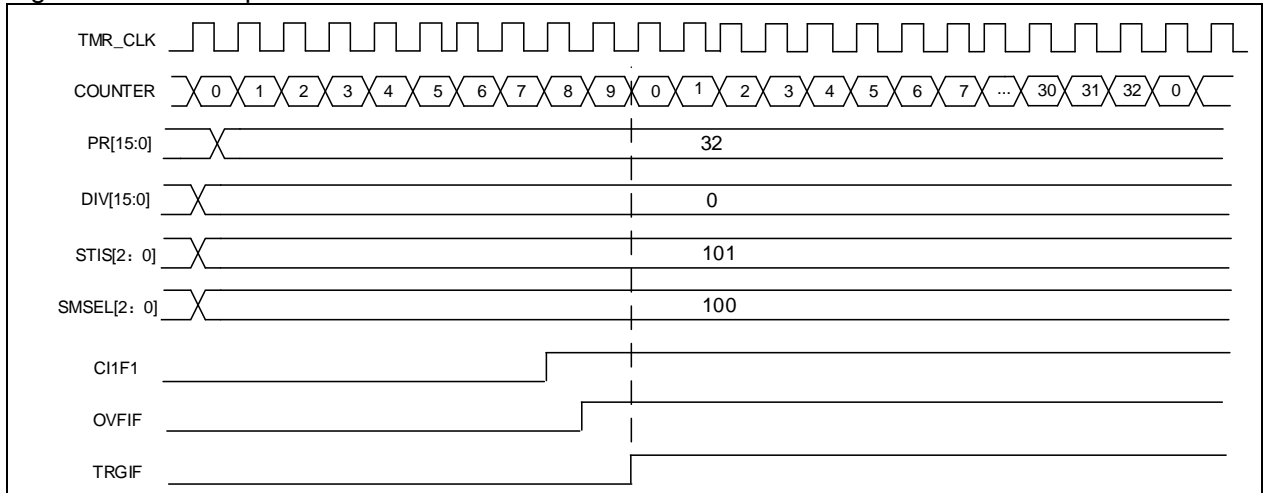 TMR_CLK
COUNTER 0 1 2 3 4 5 6 7 8 9 0 1 2 3 4 5 6 7 ... 30 31 32 0
PR[15:0] 32
DIV[15:0] 0
STIS[2：0] 101
SMSEL[2：0] 100
CI1F1
OVFIF
TRGIF